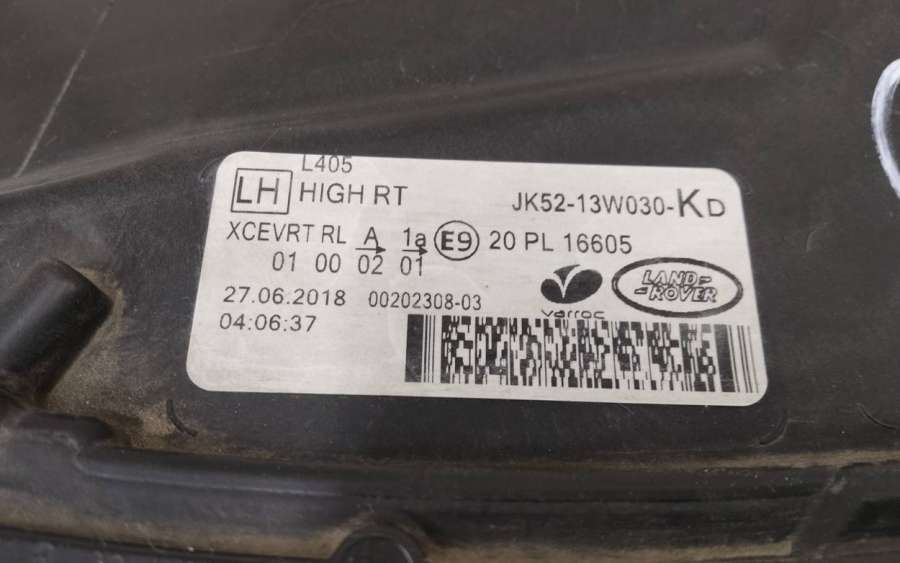 L405
LH HIGH RT
JK52-13W030-KD
XCEVRT RL A 1a E9 20 PL 16605
01 00 02 01
27.06.2018 00202308-03
04:06:37
varroc
LAND-
-ROVER